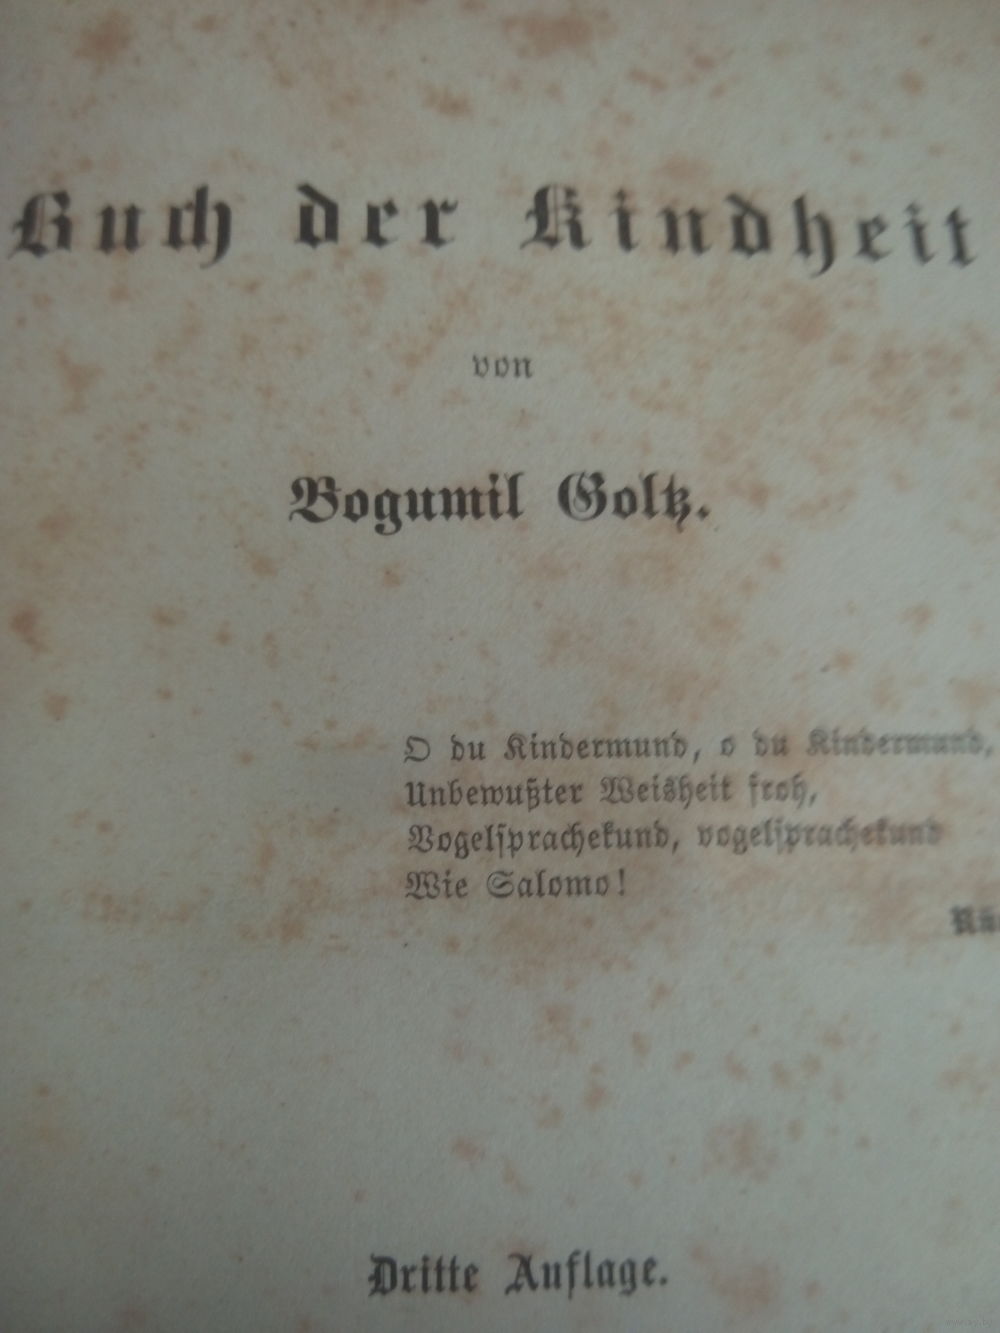 Buch der Kindheit
von
Bogumil Goltz.
O du Kindermund, o du Kindermund,
Unbewußter Weisheit froh,
Vogelsprachekund, vogelsprachekund
Wie Salomo!
Dritte Auflage.